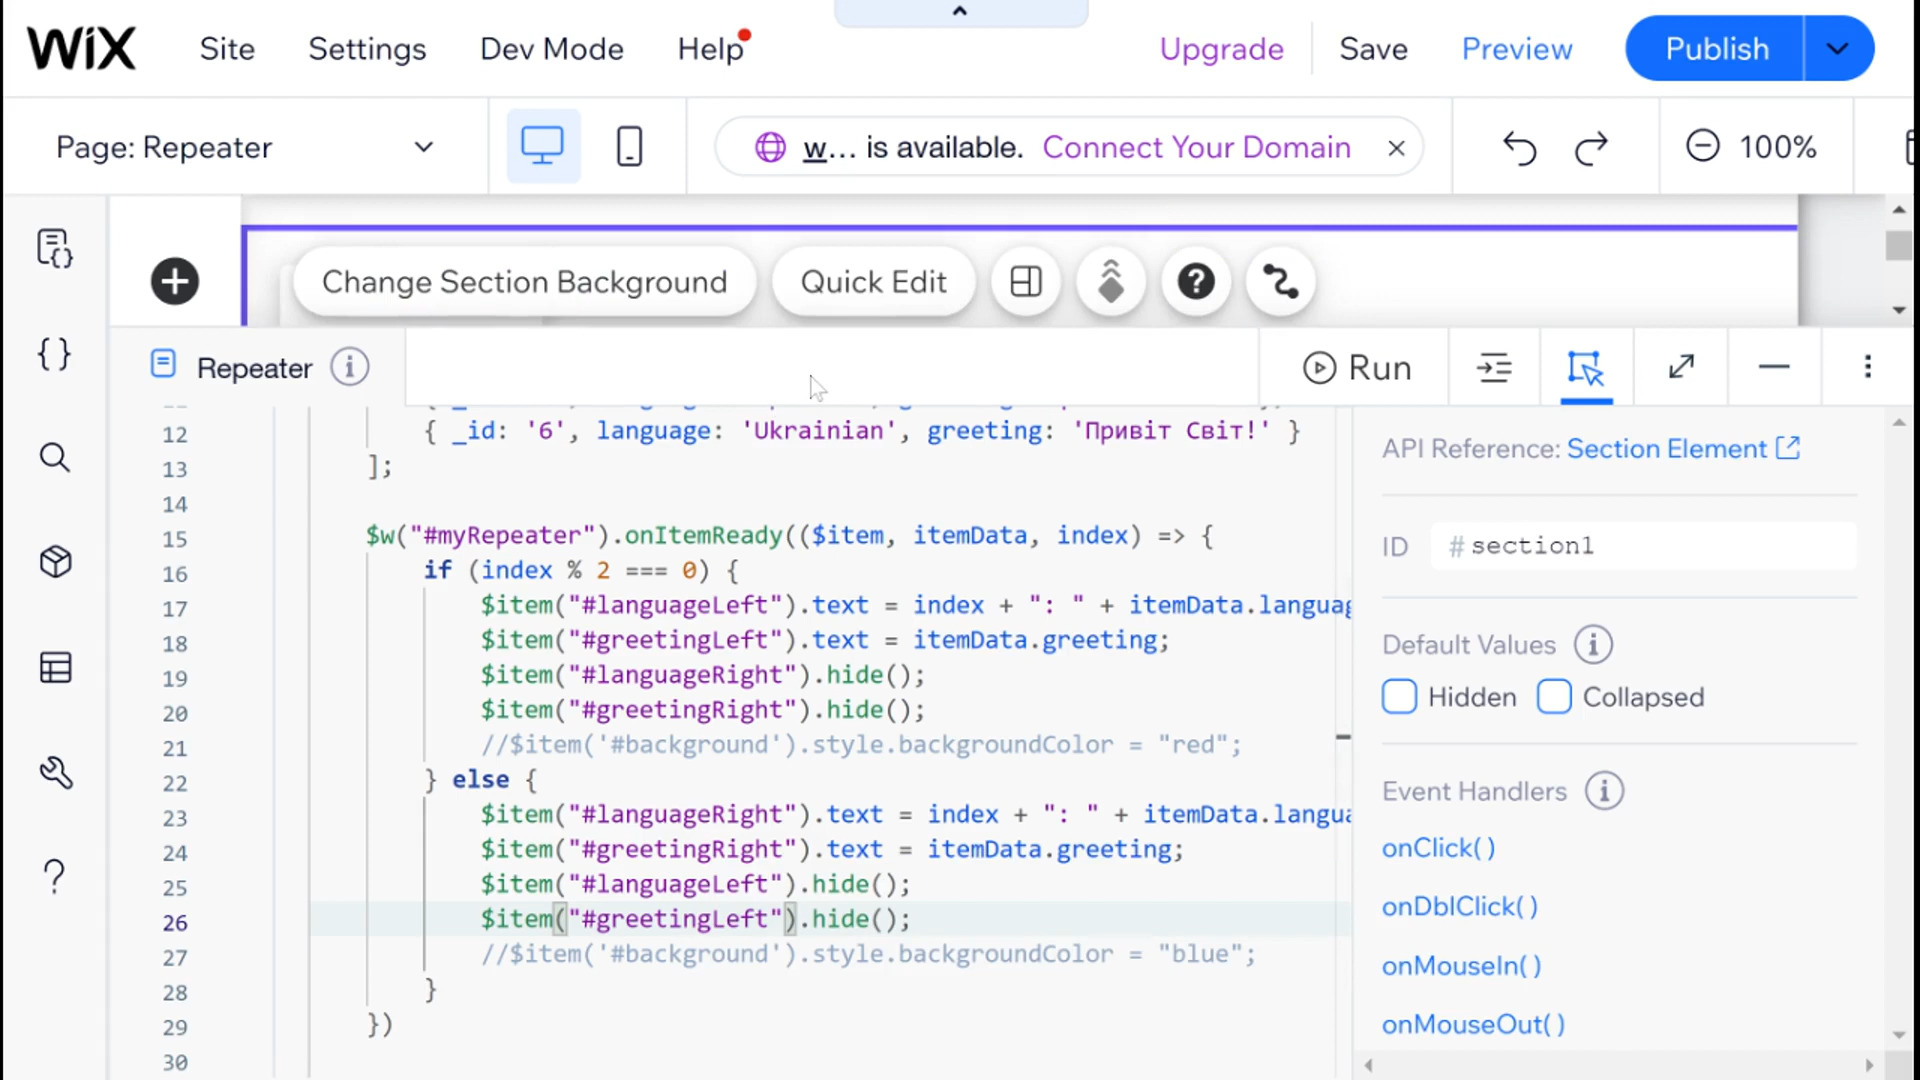 WiX Site Settings Dev Mode Help Upgrade Save Preview Publish
Page: Repeater w... is available. Connect Your Domain 100%
Change Section Background Quick Edit
Repeater Run
12 { _id: '6', language: 'Ukrainian', greeting: 'Привіт Світ!' }
13 ];
14
15 $w("#myRepeater").onItemReady(($item, itemData, index) => {
16 if (index % 2 === 0) {
17 $item("#languageLeft").text = index + ": " + itemData.languag
18 $item("#greetingLeft").text = itemData.greeting;
19 $item("#languageRight").hide();
20 $item("#greetingRight").hide();
21 //$item('#background').style.backgroundColor = "red";
22 } else {
23 $item("#languageRight").text = index + ": " + itemData.langua
24 $item("#greetingRight").text = itemData.greeting;
25 $item("#languageLeft").hide();
26 $item("#greetingLeft").hide();
27 //$item('#background').style.backgroundColor = "blue";
28 }
29 })
30
API Reference: Section Element
ID # section1
Default Values
Hidden Collapsed
Event Handlers
onClick()
onDblClick()
onMouseIn()
onMouseOut()